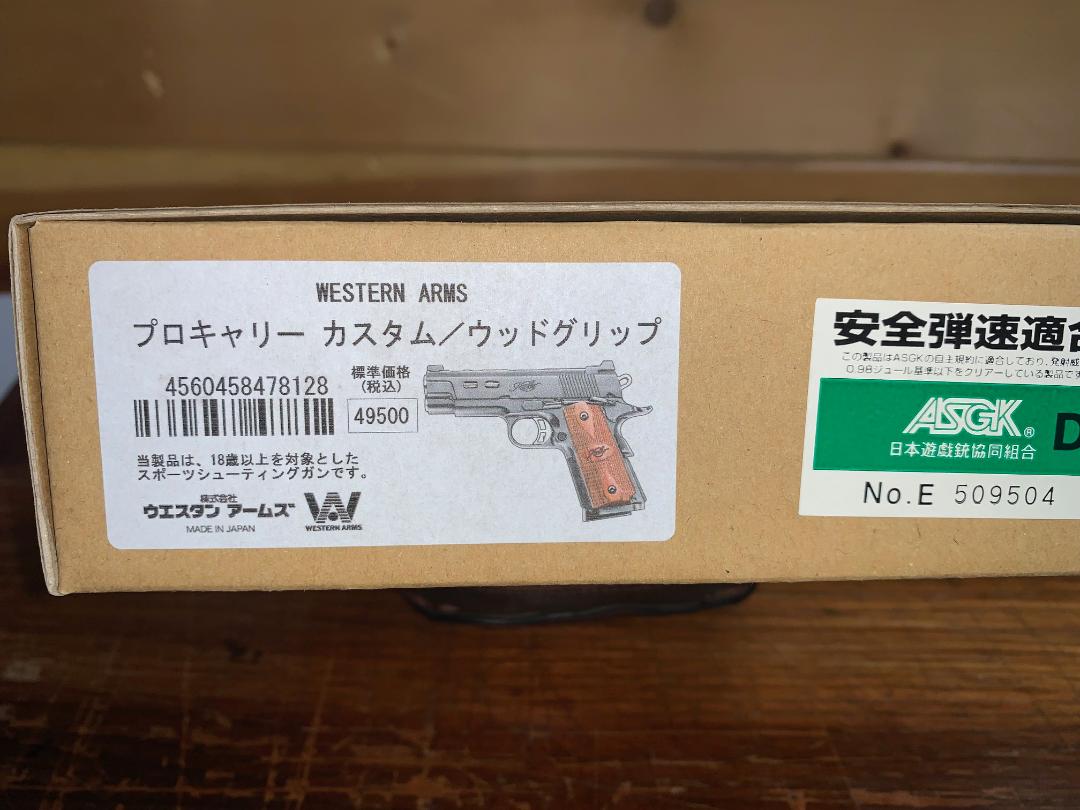 WESTERN ARMS
プロキャリー カスタム／ウッドグリップ
4560458478128
標準価格
(税込)
49500
当製品は、18歳以上を対象とした
スポーツシューティングガンです。
株式会社
ウエスタン アームズ
MADE IN JAPAN
WESTERN ARMS
安全弾速適合
この製品はASGKの自主規約に適合しており、発射威
0.98ジュール基準以下をクリアーしている製品です
ASGK®
日本遊戯銃協同組合
No.E 509504